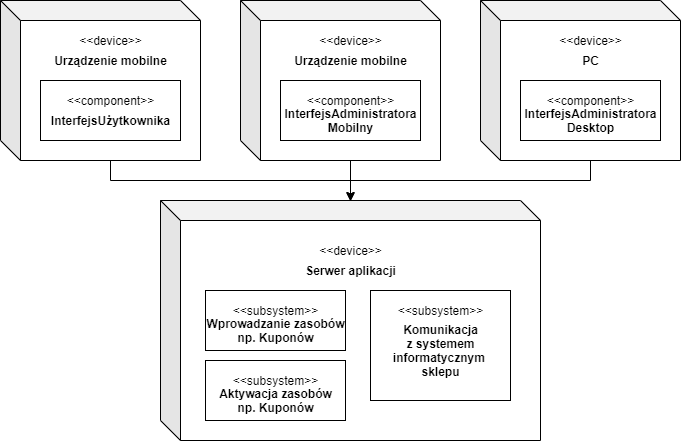 <<device>>
Urządzenie mobilne
<<component>>
InterfejsUżytkownika
<<device>>
Urządzenie mobilne
<<component>>
InterfejsAdministratora
Mobilny
<<device>>
PC
<<component>>
InterfejsAdministratora
Desktop
<<device>>
Serwer aplikacji
<<subsystem>>
Wprowadzanie zasobów
np. Kuponów
<<subsystem>>
Aktywacja zasobów
np. Kuponów
<<subsystem>>
Komunikacja
z systemem
informatycznym
sklepu